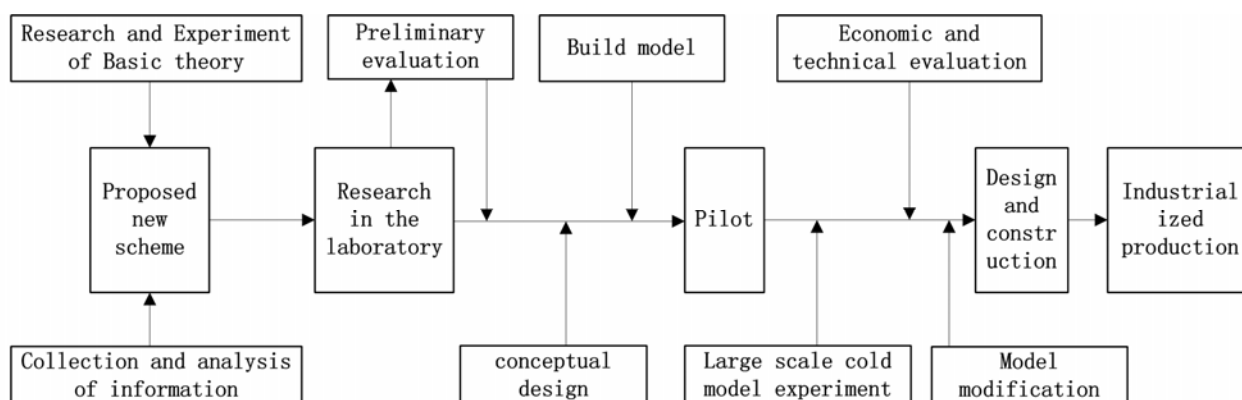 Research and Experiment
of Basic theory
Preliminary
evaluation
Build model
Economic and
technical evaluation
Proposed
new
scheme
Research
in the
laboratory
Pilot
Design
and
constr
uction
Industrial
ized
production
Collection and analysis
of information
conceptual
design
Large scale cold
model experiment
Model
modification